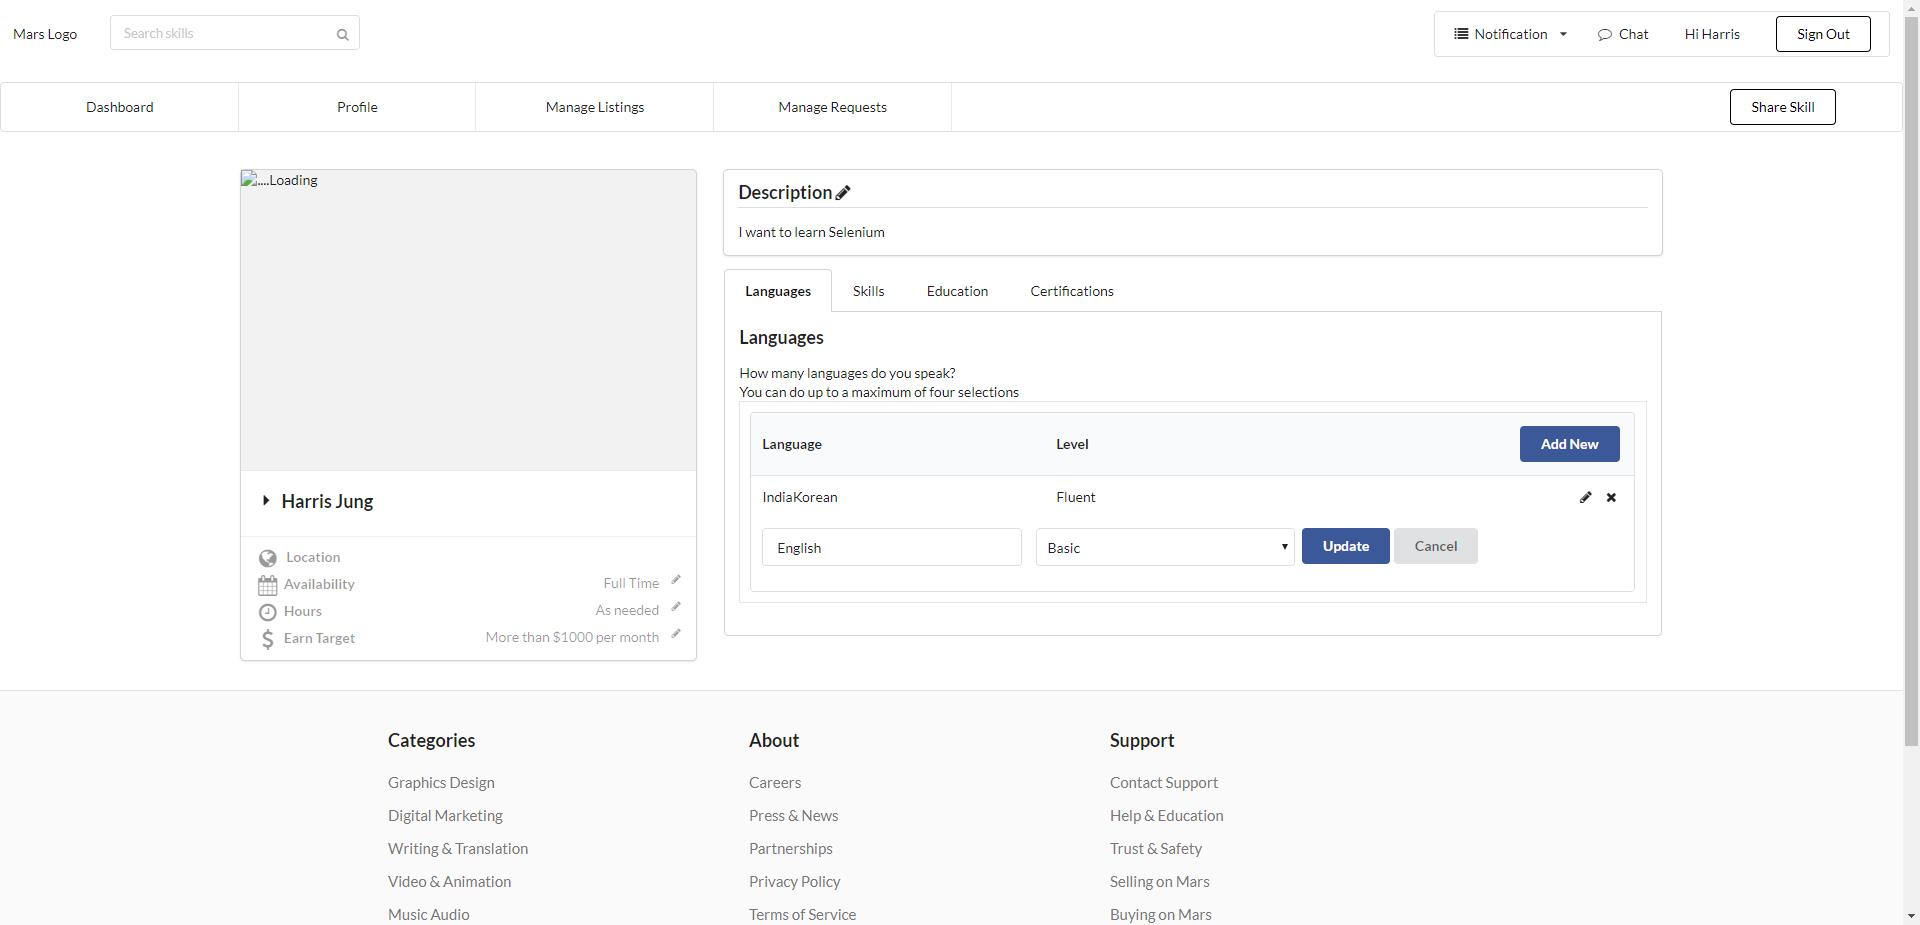 Mars Logo
Search skills
Notification
Chat
Hi Harris
Sign Out
Dashboard
Profile
Manage Listings
Manage Requests
Share Skill
....Loading
Harris Jung
Location
Availability Full Time
Hours As needed
Earn Target More than $1000 per month
Description
I want to learn Selenium
Languages Skills Education Certifications
Languages
How many languages do you speak?
You can do up to a maximum of four selections
Language Level Add New
IndiaKorean Fluent
English Basic Update Cancel
Categories
Graphics Design
Digital Marketing
Writing & Translation
Video & Animation
Music Audio
About
Careers
Press & News
Partnerships
Privacy Policy
Terms of Service
Support
Contact Support
Help & Education
Trust & Safety
Selling on Mars
Buying on Mars